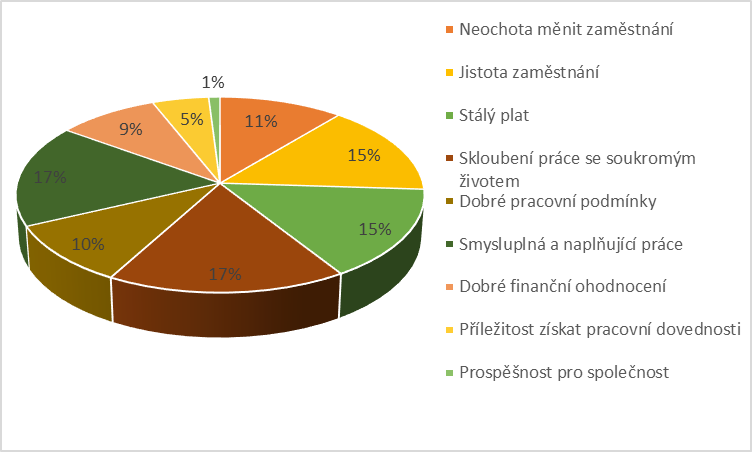 1%
11%
5%
9%
15%
17%
15%
10%
17%
Neochota měnit zaměstnání
Jistota zaměstnání
Stálý plat
Skloubení práce se soukromým
životem
Dobré pracovní podmínky
Smysluplná a naplňující práce
Dobré finanční ohodnocení
Příležitost získat pracovní dovednosti
Prospěšnost pro společnost